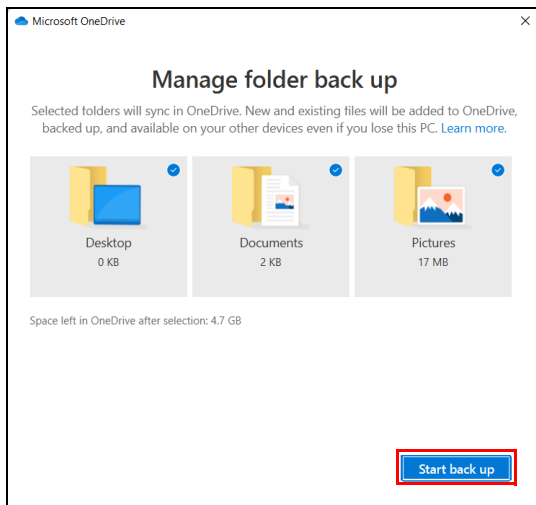 Microsoft OneDrive
Manage folder back up
Selected folders will sync in OneDrive. New and existing files will be added to OneDrive,
backed up, and available on your other devices even if you lose this PC. Learn more.
Desktop
0 KB
Documents
2 KB
Pictures
17 MB
Space left in OneDrive after selection: 4.7 GB
Start back up